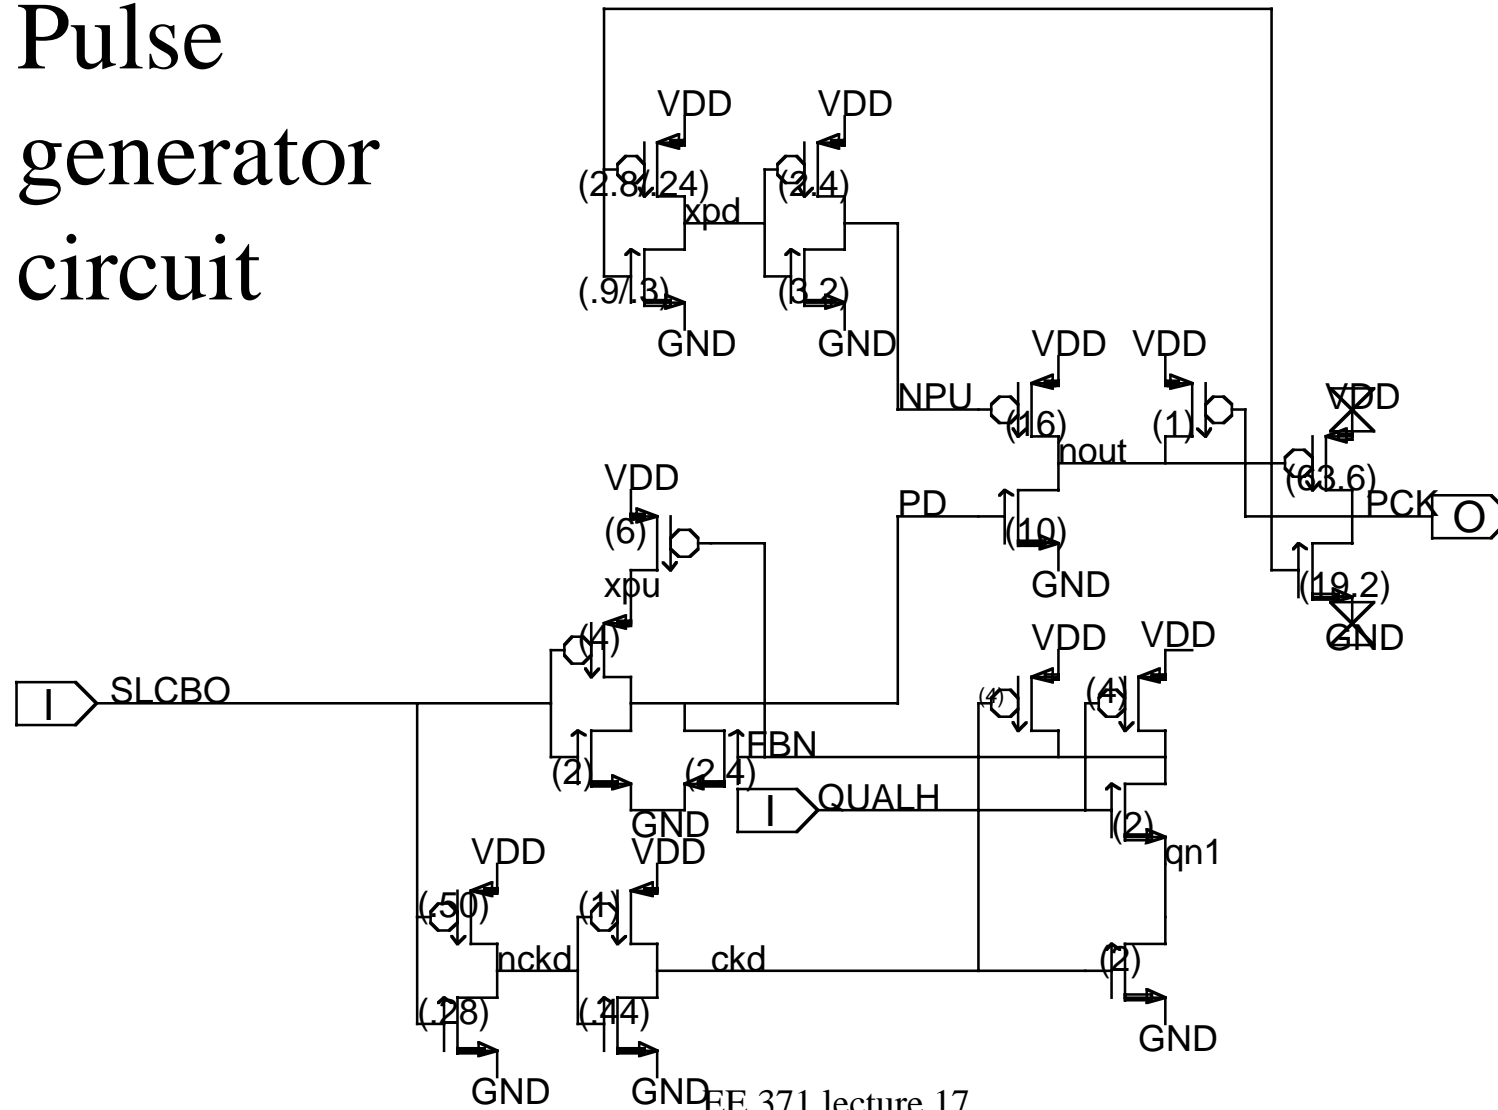 Pulse
generator
circuit
VDD
VDD
(2.8/.24)
(2.4)
xpd
(.9/.3)
(3.2)
GND
GND
VDD
VDD
NPU
(16)
(1)
VDD
nout
(63.6)
VDD
(6)
PD
(10)
PCK
O
xpu
GND
(19.2)
(4)
VDD
VDD
GND
I
SLCBO
(4)
(4)
FBN
(2)
(2.4)
I
QUALH
GND
(2)
VDD
VDD
qn1
(.50)
(1)
nckd
ckd
(2)
(.28)
(.44)
GND
GND
GND
EE 371 lecture 17